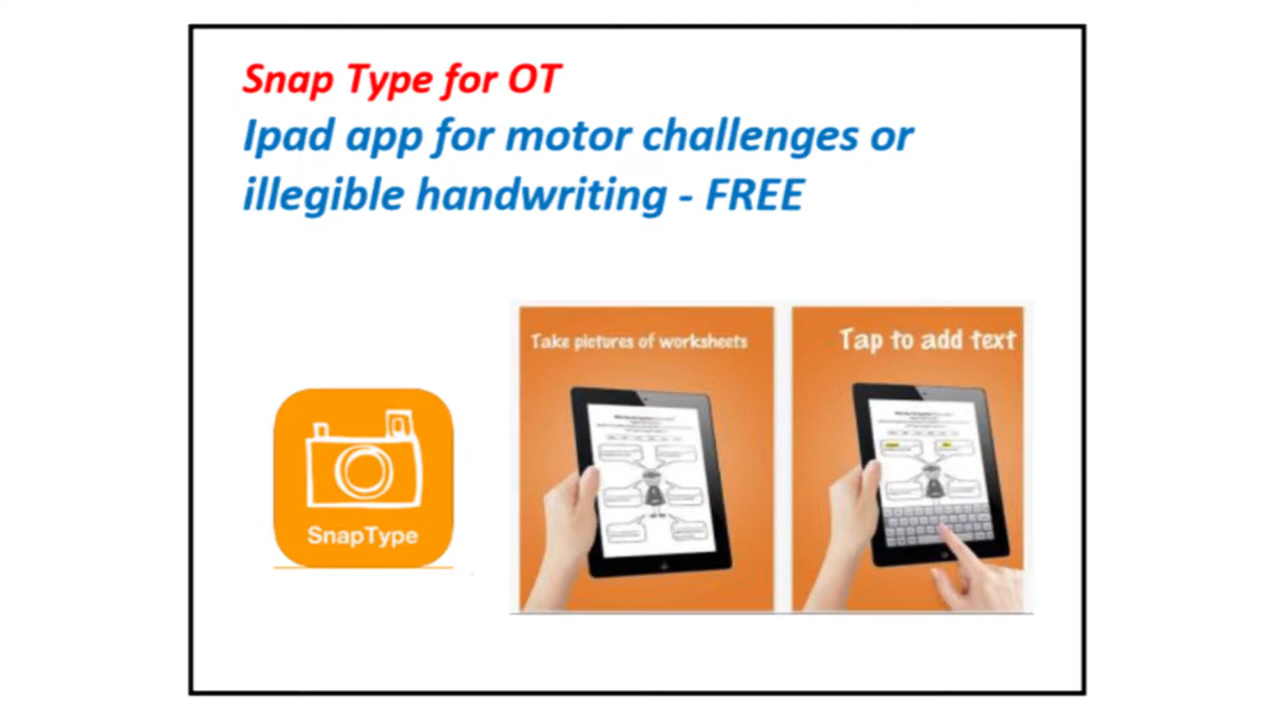 Snap Type for OT
Ipad app for motor challenges or
illegible handwriting - FREE
Take pictures of worksheets
Tap to add text
SnapType